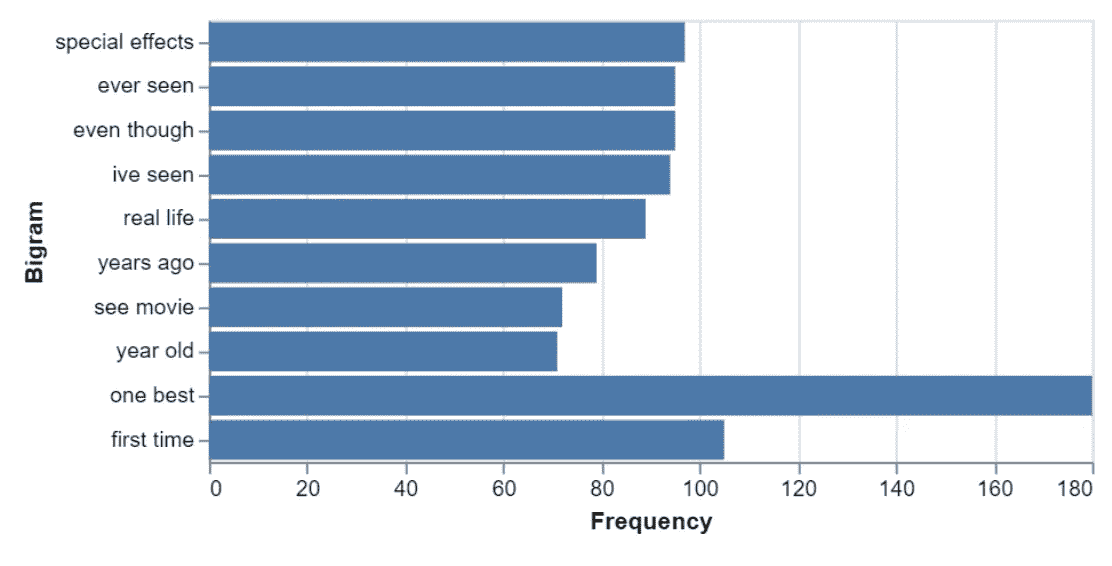 special effects
ever seen
even though
ive seen
real life
years ago
see movie
year old
one best
first time
Bigram
0 20 40 60 80 100 120 140 160 180
Frequency